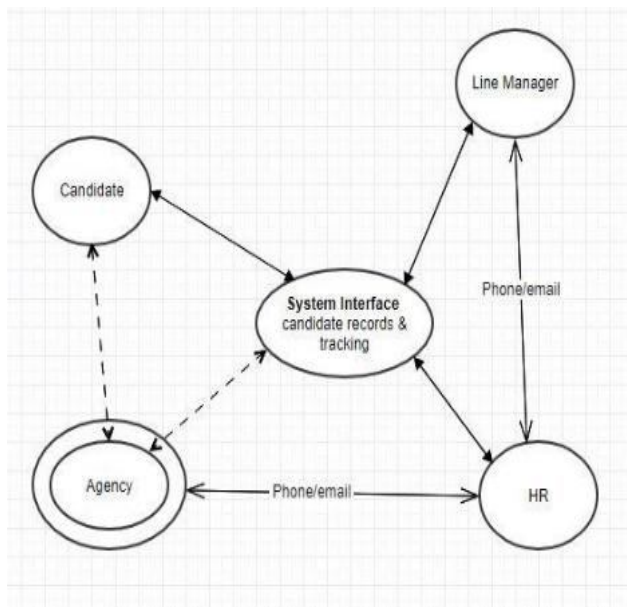 Line Manager
Candidate
System Interface
candidate records &
tracking
Phone/email
Agency
Phone/email
HR